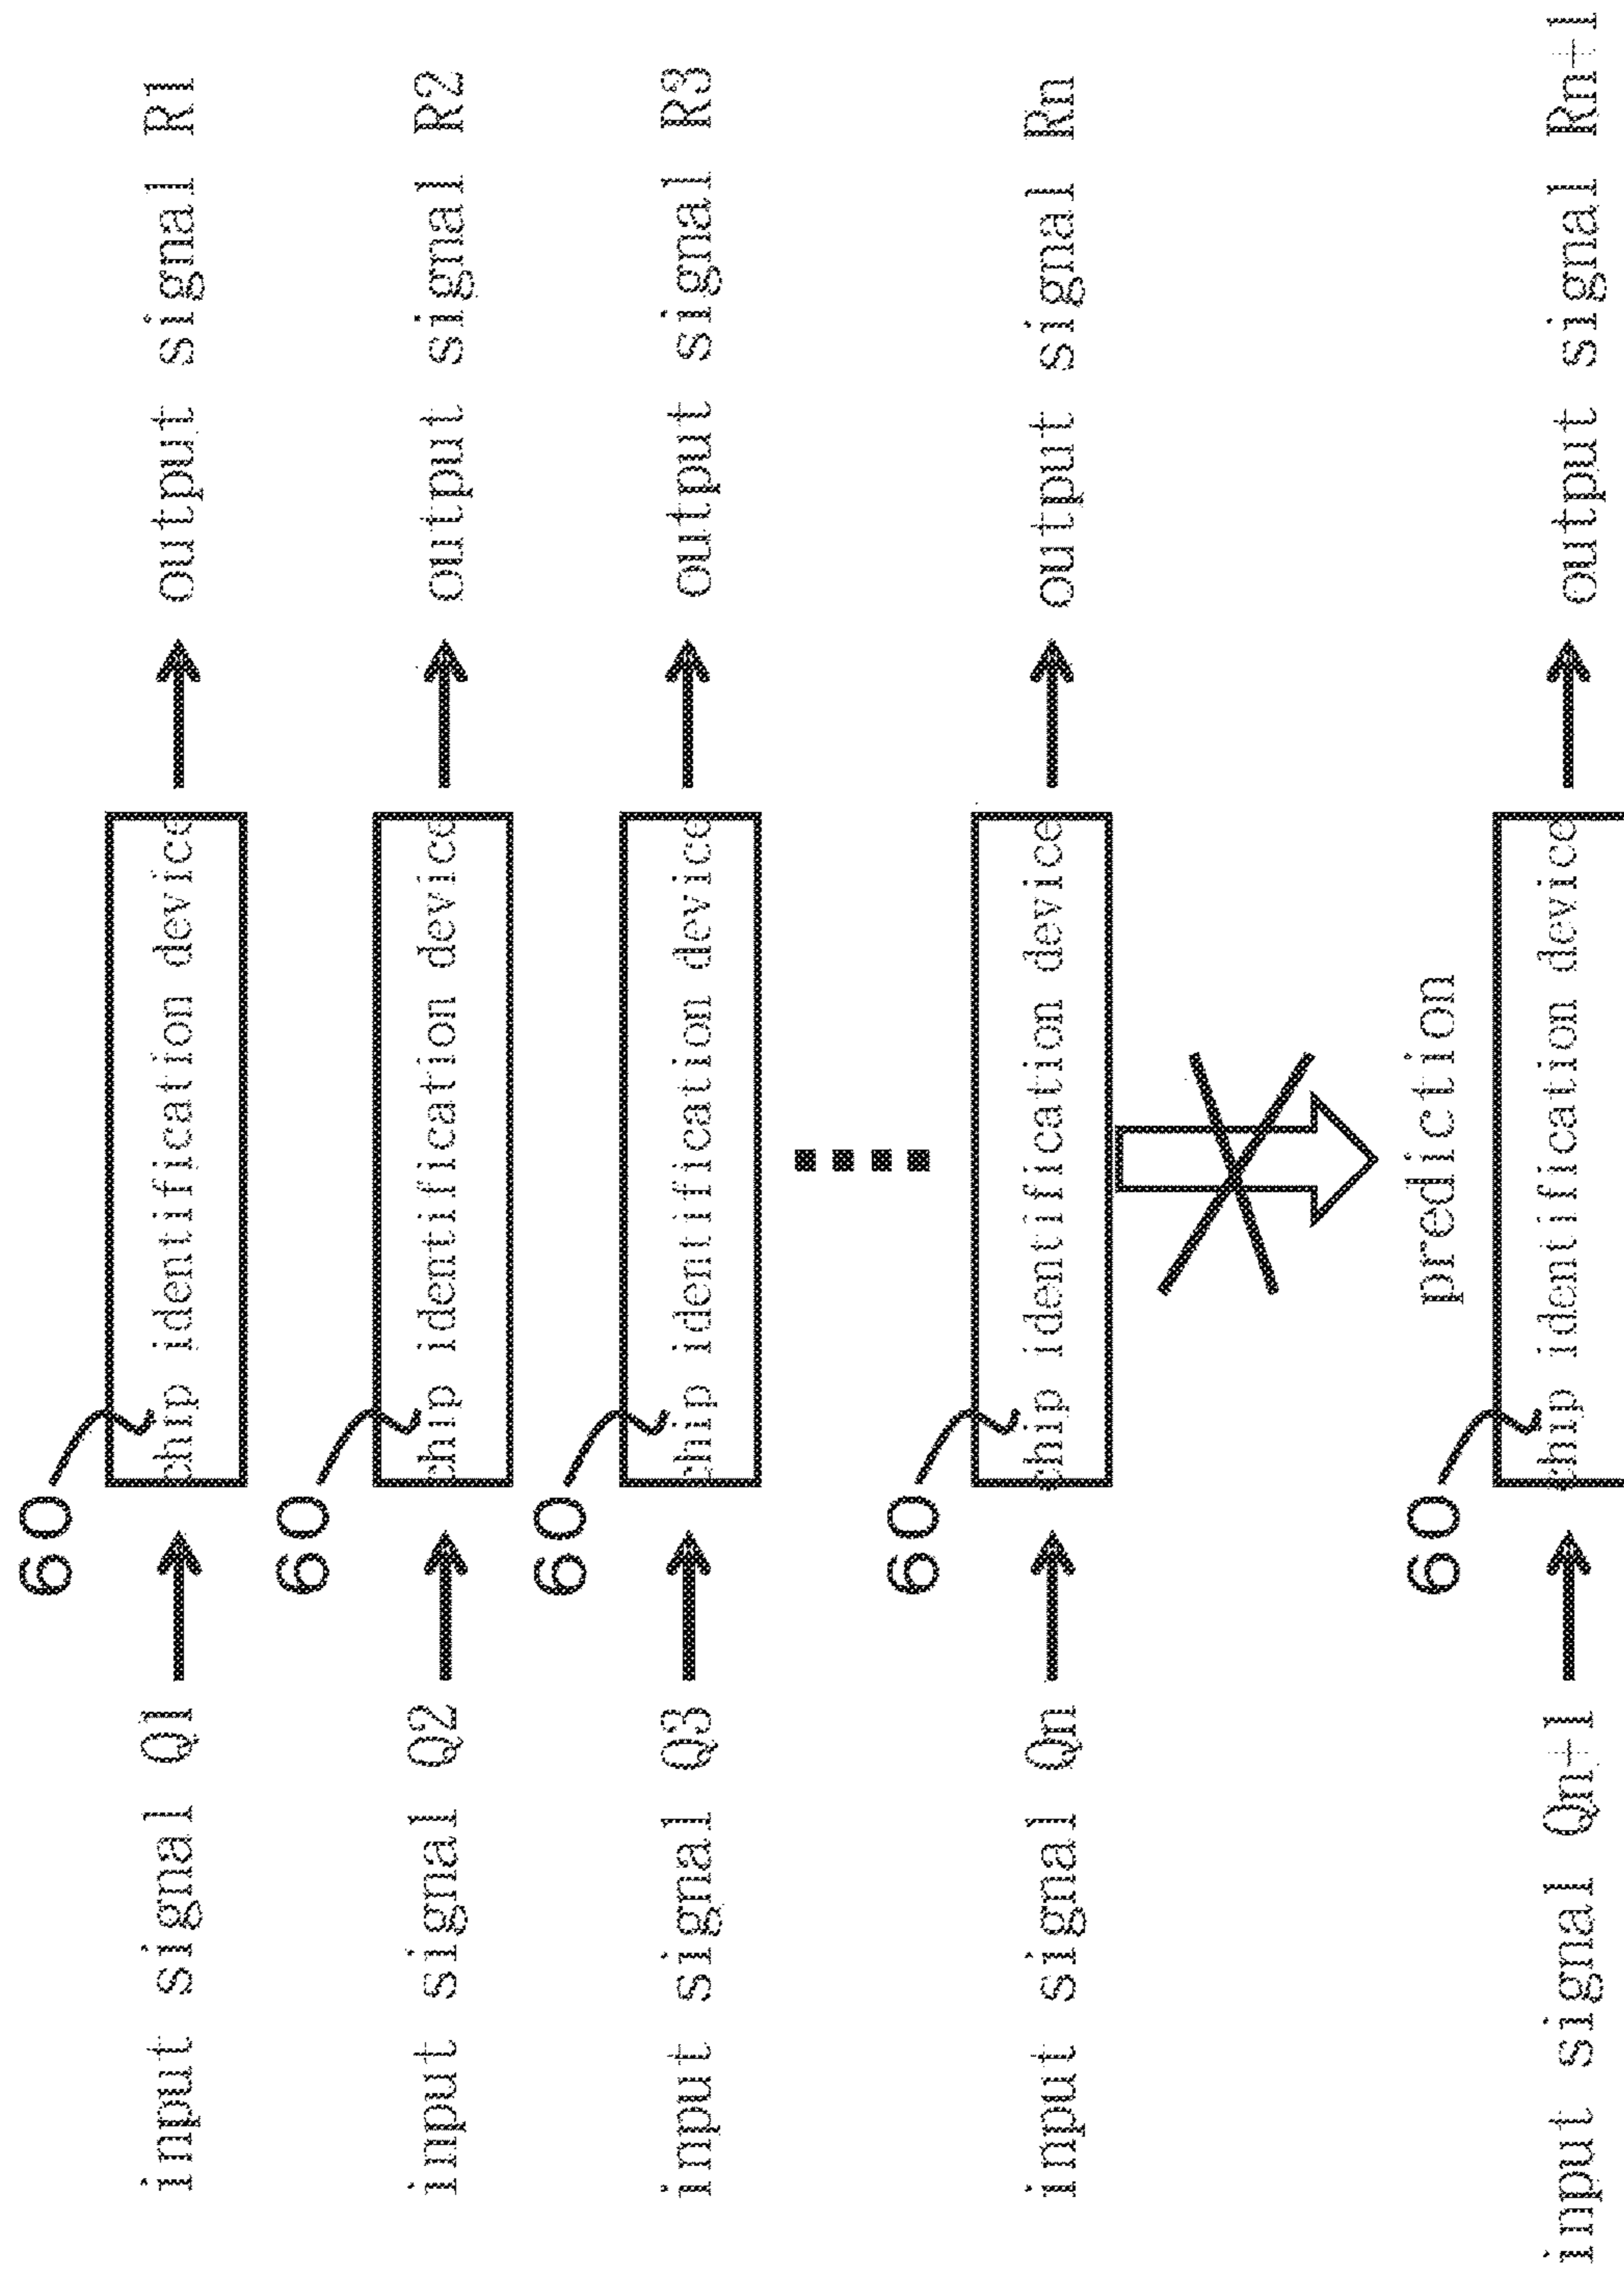 60
input signal Q1 chip identification device output signal R1
60
input signal Q2 chip identification device output signal R2
60
input signal Q3 chip identification device output signal R3
60
input signal Qn chip identification device output signal Rn
prediction
60
input signal Qn+1 chip identification device output signal Rn+1